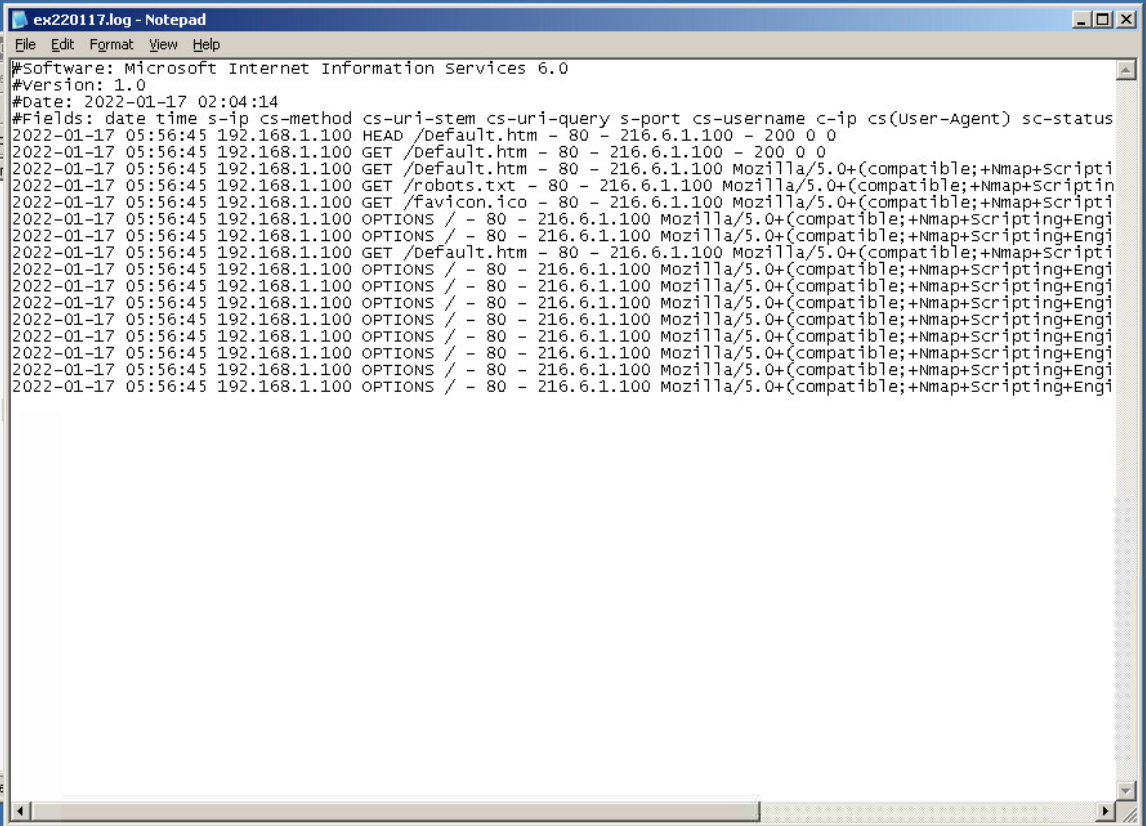 ex220117.log - Notepad
File Edit Format View Help
#Software: Microsoft Internet Information Services 6.0
#Version: 1.0
#Date: 2022-01-17 02:04:14
#Fields: date time s-ip cs-method cs-uri-stem cs-uri-query s-port cs-username c-ip cs(User-Agent) sc-status
2022-01-17 05:56:45 192.168.1.100 HEAD /Default.htm - 80 - 216.6.1.100 - 200 0 0
2022-01-17 05:56:45 192.168.1.100 GET /Default.htm - 80 - 216.6.1.100 - 200 0 0
2022-01-17 05:56:45 192.168.1.100 GET /Default.htm - 80 - 216.6.1.100 Mozilla/5.0+(compatible;+Nmap+Scripti
2022-01-17 05:56:45 192.168.1.100 GET /robots.txt - 80 - 216.6.1.100 Mozilla/5.0+(compatible;+Nmap+Scriptin
2022-01-17 05:56:45 192.168.1.100 GET /favicon.ico - 80 - 216.6.1.100 Mozilla/5.0+(compatible;+Nmap+Scripti
2022-01-17 05:56:45 192.168.1.100 OPTIONS / - 80 - 216.6.1.100 Mozilla/5.0+(compatible;+Nmap+Scripting+Engi
2022-01-17 05:56:45 192.168.1.100 OPTIONS / - 80 - 216.6.1.100 Mozilla/5.0+(compatible;+Nmap+Scripting+Engi
2022-01-17 05:56:45 192.168.1.100 GET /Default.htm - 80 - 216.6.1.100 Mozilla/5.0+(compatible;+Nmap+Scripti
2022-01-17 05:56:45 192.168.1.100 OPTIONS / - 80 - 216.6.1.100 Mozilla/5.0+(compatible;+Nmap+Scripting+Engi
2022-01-17 05:56:45 192.168.1.100 OPTIONS / - 80 - 216.6.1.100 Mozilla/5.0+(compatible;+Nmap+Scripting+Engi
2022-01-17 05:56:45 192.168.1.100 OPTIONS / - 80 - 216.6.1.100 Mozilla/5.0+(compatible;+Nmap+Scripting+Engi
2022-01-17 05:56:45 192.168.1.100 OPTIONS / - 80 - 216.6.1.100 Mozilla/5.0+(compatible;+Nmap+Scripting+Engi
2022-01-17 05:56:45 192.168.1.100 OPTIONS / - 80 - 216.6.1.100 Mozilla/5.0+(compatible;+Nmap+Scripting+Engi
2022-01-17 05:56:45 192.168.1.100 OPTIONS / - 80 - 216.6.1.100 Mozilla/5.0+(compatible;+Nmap+Scripting+Engi
2022-01-17 05:56:45 192.168.1.100 OPTIONS / - 80 - 216.6.1.100 Mozilla/5.0+(compatible;+Nmap+Scripting+Engi
2022-01-17 05:56:45 192.168.1.100 OPTIONS / - 80 - 216.6.1.100 Mozilla/5.0+(compatible;+Nmap+Scripting+Engi